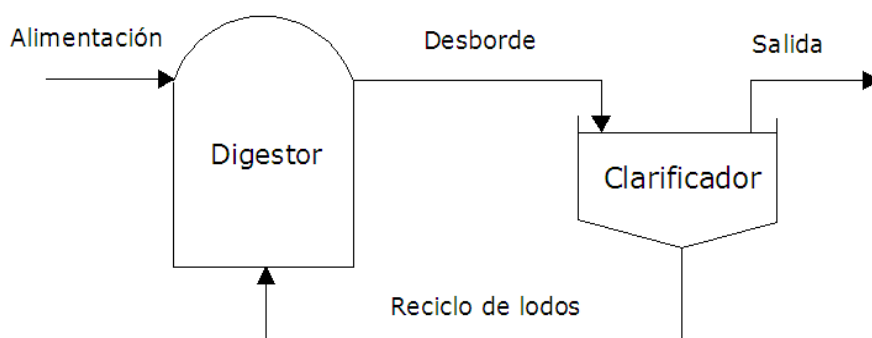 Alimentación
Desborde
Salida
Digestor
Clarificador
Reciclo de lodos